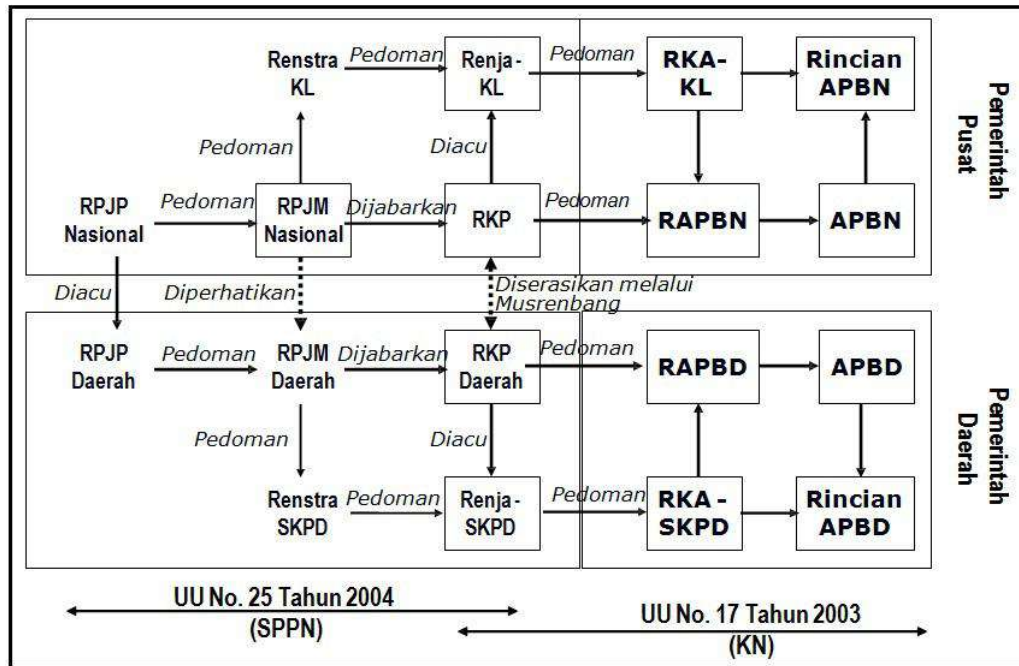 Renstra
KL
Pedoman
Renja -
KL
Pedoman
RKA-
KL
Rincian
APBN
Pemerintah
Pusat
Pedoman
Diacu
RPJP
Nasional
Pedoman
RPJM
Nasional
Dijabarkan
RKP
Pedoman
RAPBN
APBN
Diacu
Diperhatikan
Diserasikan melalui
Musrenbang
RPJP
Daerah
Pedoman
RPJM
Daerah
Dijabarkan
RKP
Daerah
Pedoman
RAPBD
APBD
Pemerintah
Daerah
Pedoman
Diacu
Renstra
SKPD
Pedoman
Renja-
SKPD
Pedoman
RKA -
SKPD
Rincian
APBD
UU No. 25 Tahun 2004
(SPPN)
UU No. 17 Tahun 2003
(KN)